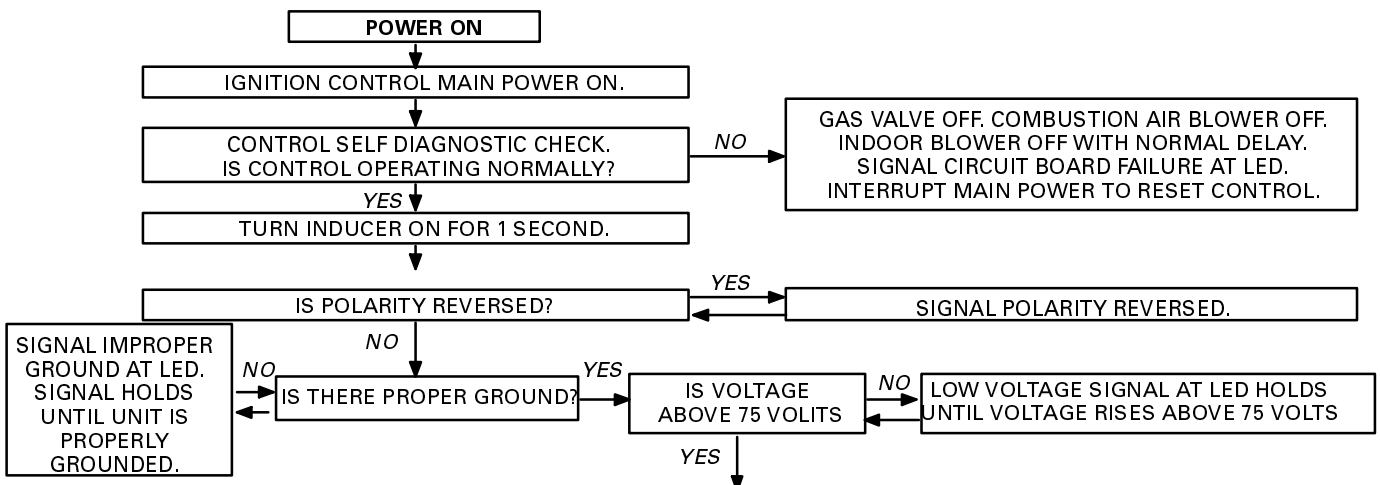 POWER ON
IGNITION CONTROL MAIN POWER ON.
CONTROL SELF DIAGNOSTIC CHECK.
IS CONTROL OPERATING NORMALLY?
NO
GAS VALVE OFF. COMBUSTION AIR BLOWER OFF.
INDOOR BLOWER OFF WITH NORMAL DELAY.
SIGNAL CIRCUIT BOARD FAILURE AT LED.
INTERRUPT MAIN POWER TO RESET CONTROL.
YES
TURN INDUCER ON FOR 1 SECOND.
IS POLARITY REVERSED?
YES
SIGNAL POLARITY REVERSED.
NO
SIGNAL IMPROPER
GROUND AT LED.
SIGNAL HOLDS
UNTIL UNIT IS
PROPERLY
GROUNDED.
NO
IS THERE PROPER GROUND?
YES
IS VOLTAGE
ABOVE 75 VOLITS
NO
LOW VOLTAGE SIGNAL AT LED HOLDS
UNTIL VOLTAGE RISES ABOVE 75 VOLTS
YES